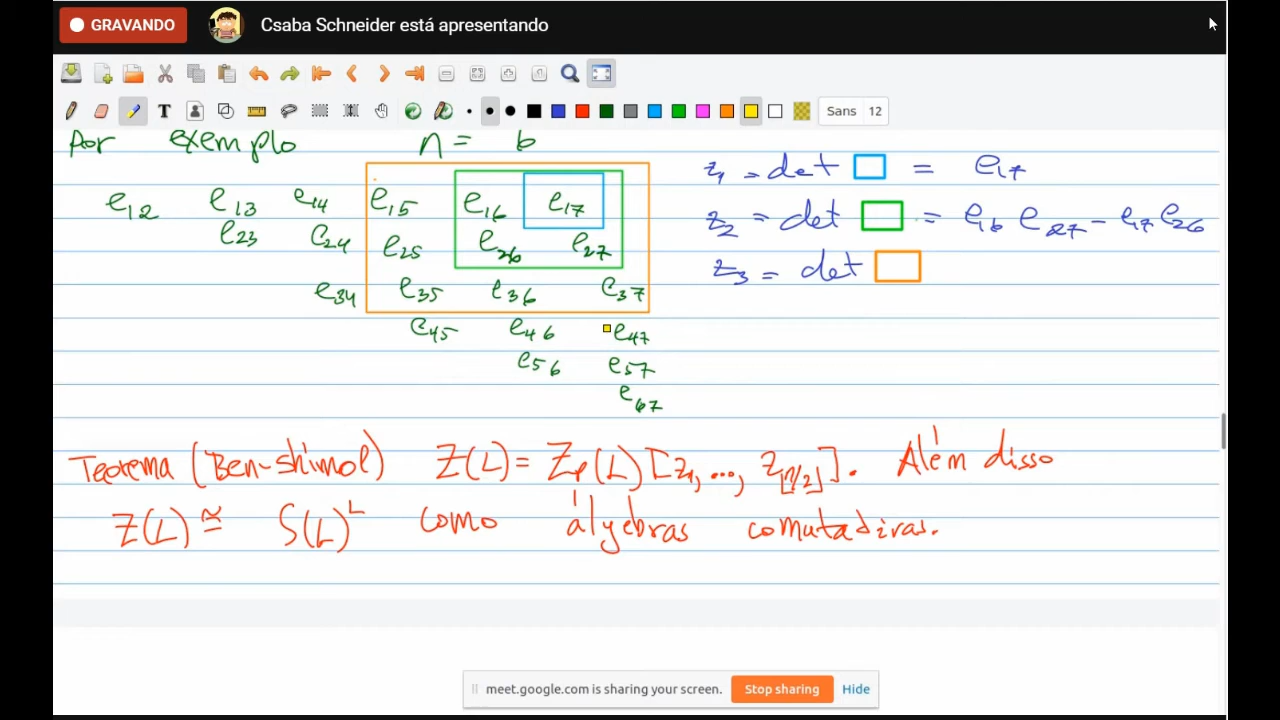 GRAVANDO Csaba Schneider está apresentando
Sans 12
Por exemplo n = 6
z₁ = det = e₁₇
e₁₂ e₁₃ e₁₄ e₁₅ e₁₆ e₁₇
z₂ = det = e₁₆ e₂₇ - e₁₇ e₂₆
e₂₃ e₂₄ e₂₅ e₂₆ e₂₇
z₃ = det
e₃₄ e₃₅ e₃₆ e₃₇
e₄₅ e₄₆ e₄₇
e₅₆ e₅₇
e₆₇
Teorema (Ben-Shimol) Z(L) = Zₚ(L) [z₁, ..., z_[n/2]]. Além disso
Z(L) ≅ S(L)ᴸ como álgebras comutativas.
meet.google.com is sharing your screen. Stop sharing Hide